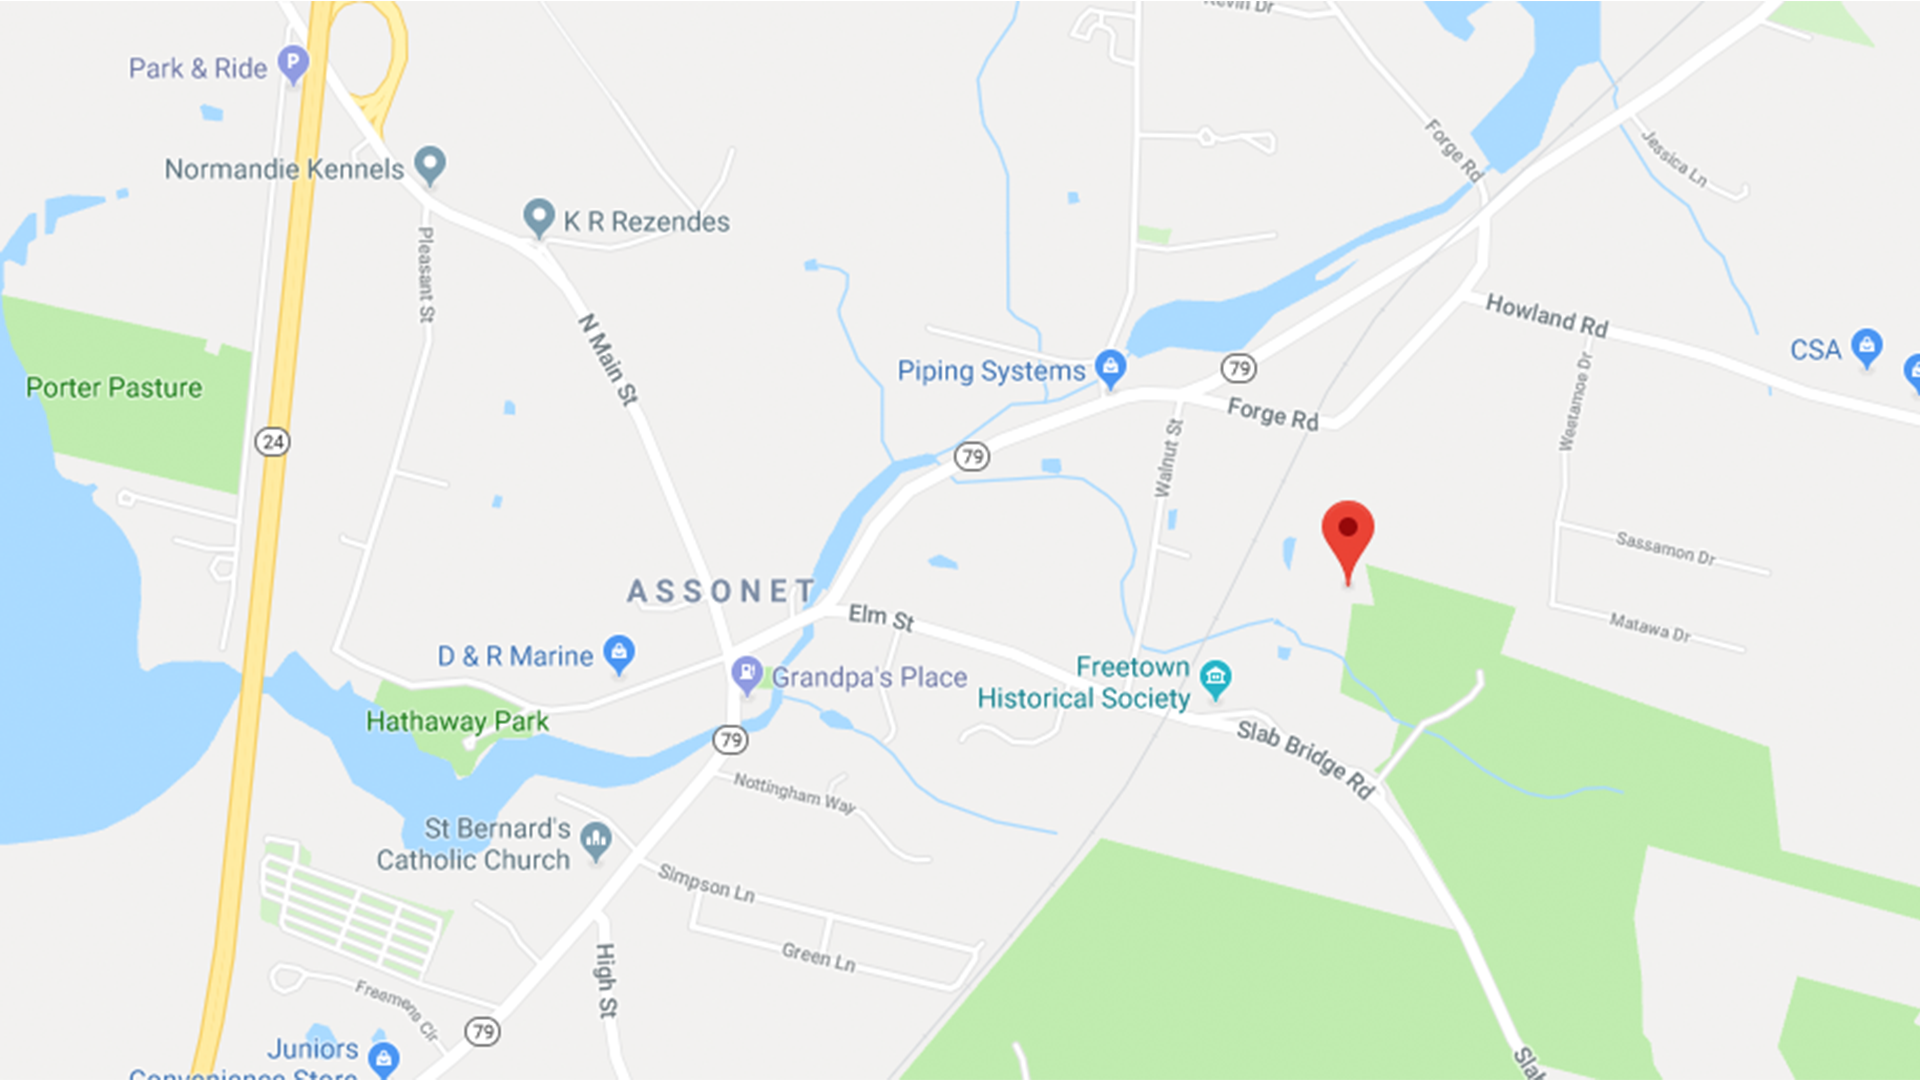 Kevin Dr
Park & Ride
P
Forge Rd
Jessica Ln
Normandie Kennels
K R Rezendes
Pleasant St
N Main St
Howland Rd
CSA
Piping Systems
79
Weetamoe Dr
Porter Pasture
Forge Rd
24
79
Walnut St
Sassamon Dr
ASSONET
Elm St
Matawa Dr
D & R Marine
Grandpa's Place
Freetown
Historical Society
Hathaway Park
79
Slab Bridge Rd
Nottingham Way
St Bernard's
Catholic Church
Simpson Ln
Green Ln
High St
Freemens Cir
79
Juniors
Convenience Store
Slab